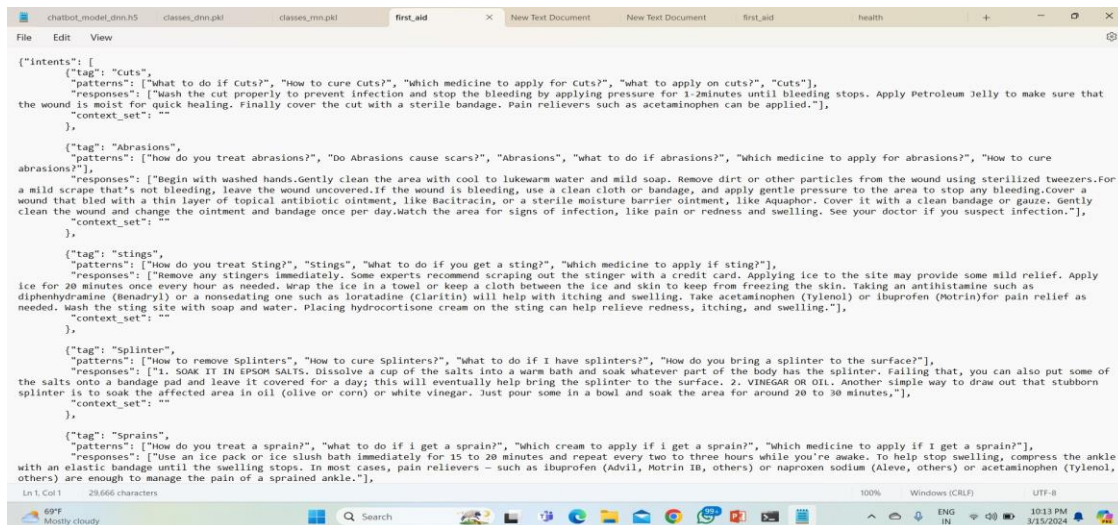 chatbot_model_dnn.h5 classes_dnn.pkl classes_rnn.pkl first_aid New Text Document New Text Document first_aid health
File Edit View
{"intents": [
{"tag": "Cuts",
"patterns": ["What to do if Cuts?", "How to cure Cuts?", "Which medicine to apply for Cuts?", "what to apply on cuts?", "Cuts"],
"responses": ["Wash the cut properly to prevent infection and stop the bleeding by applying pressure for 1-2minutes until bleeding stops. Apply Petroleum Jelly to make sure that
the wound is moist for quick healing. Finally cover the cut with a sterile bandage. Pain relievers such as acetaminophen can be applied."],
"context_set": ""
},
{"tag": "Abrasions",
"patterns": ["how do you treat abrasions?", "Do Abrasions cause scars?", "Abrasions", "what to do if abrasions?", "Which medicine to apply for abrasions?", "How to cure
abrasions?"],
"responses": ["Begin with washed hands.Gently clean the area with cool to lukewarm water and mild soap. Remove dirt or other particles from the wound using sterilized tweezers.For
a mild scrape that's not bleeding, leave the wound uncovered.If the wound is bleeding, use a clean cloth or bandage, and apply gentle pressure to the area to stop any bleeding.Cover a
wound that bled with a thin layer of topical antibiotic ointment, like Bacitracin, or a sterile moisture barrier ointment, like Aquaphor. Cover it with a clean bandage or gauze. Gently
clean the wound and change the ointment and bandage once per day.Watch the area for signs of infection, like pain or redness and swelling. See your doctor if you suspect infection."],
"context_set": ""
},
{"tag": "stings",
"patterns": ["How do you treat Sting?", "Stings", "What to do if you get a sting?", "Which medicine to apply if sting?"],
"responses": ["Remove any stingers immediately. Some experts recommend scraping out the stinger with a credit card. Applying ice to the site may provide some mild relief. Apply
ice for 20 minutes once every hour as needed. Wrap the ice in a towel or keep a cloth between the ice and skin to keep from freezing the skin. Taking an antihistamine such as
diphenhydramine (Benadryl) or a nonsedating one such as loratadine (Claritin) will help with itching and swelling. Take acetaminophen (Tylenol) or ibuprofen (Motrin)for pain relief as
needed. Wash the sting site with soap and water. Placing hydrocortisone cream on the sting can help relieve redness, itching, and swelling."],
"context_set": ""
},
{"tag": "Splinter",
"patterns": ["How to remove Splinters", "How to cure Splinters?", "What to do if I have splinters?", "How do you bring a splinter to the surface?"],
"responses": ["1. SOAK IT IN EPSOM SALTS. Dissolve a cup of the salts into a warm bath and soak whatever part of the body has the splinter. Failing that, you can also put some of
the salts onto a bandage pad and leave it covered for a day; this will eventually help bring the splinter to the surface. 2. VINEGAR OR OIL. Another simple way to draw out that stubborn
splinter is to soak the affected area in oil (olive or corn) or white vinegar. Just pour some in a bowl and soak the area for around 20 to 30 minutes,"],
"context_set": ""
},
{"tag": "Sprains",
"patterns": ["How do you treat a sprain?", "what to do if i get a sprain?", "Which cream to apply if i get a sprain?", "Which medicine to apply if I get a sprain?"],
"responses": ["Use an ice pack or ice slush bath immediately for 15 to 20 minutes and repeat every two to three hours while you're awake. To help stop swelling, compress the ankle
with an elastic bandage until the swelling stops. In most cases, pain relievers — such as ibuprofen (Advil, Motrin IB, others) or naproxen sodium (Aleve, others) or acetaminophen (Tylenol,
others) are enough to manage the pain of a sprained ankle."],
Ln 1, Col 1 29,666 characters 100% Windows (CRLF) UTF-8
69°F
Mostly cloudy
Search
99+
ENG
IN
10:13 PM
3/15/2024